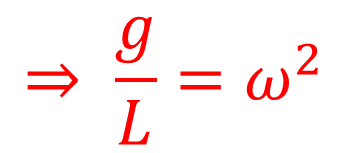 ⇒ g/L = ω²